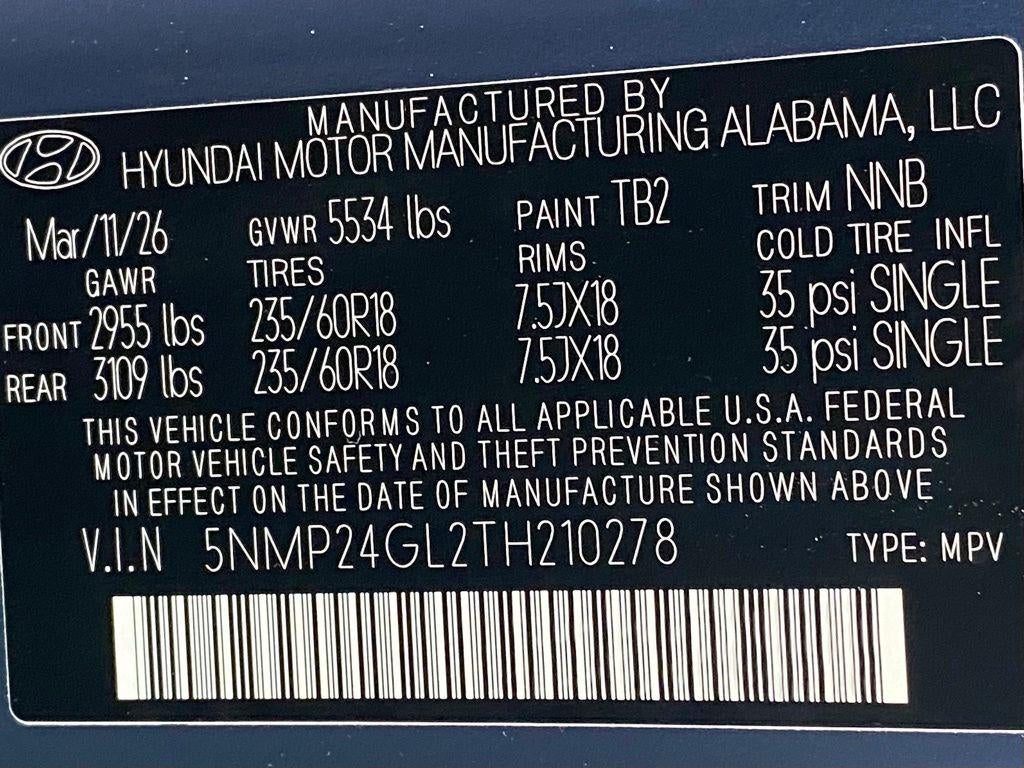 MANUFACTURED BY
HYUNDAI MOTOR MANUFACTURING ALABAMA, LLC
Mar/11/26 GVWR 5534 lbs PAINT TB2 TRIM NNB
GAWR TIRES RIMS COLD TIRE INFL
FRONT 2955 lbs 235/60R18 7.5JX18 35 psi SINGLE
REAR 3109 lbs 235/60R18 7.5JX18 35 psi SINGLE
THIS VEHICLE CONFORMS TO ALL APPLICABLE U.S.A. FEDERAL
MOTOR VEHICLE SAFETY AND THEFT PREVENTION STANDARDS
IN EFFECT ON THE DATE OF MANUFACTURE SHOWN ABOVE
V.I.N 5NMP24GL2TH210278 TYPE: MPV